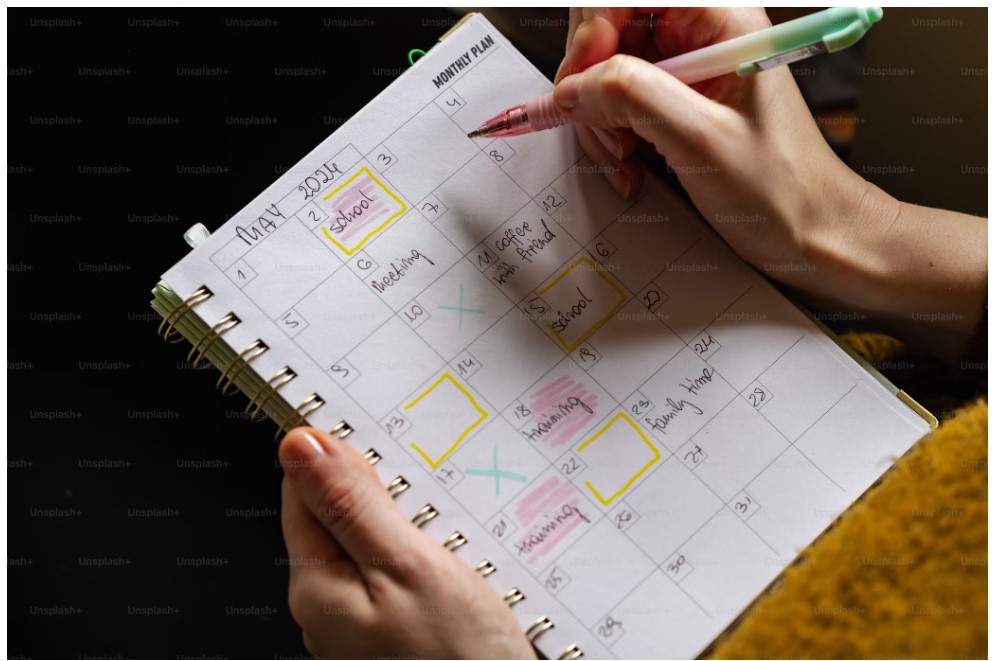 MONTHLY PLAN
MAY 2024
1
2
school
3
4
5
6
meeting
7
8
9
10
11 coffee
with friend
12
13
14
15
school
16
17
18
training
19
20
21
training
22
23
family time
24
25
26
27
28
29
30
31
Unsplash+